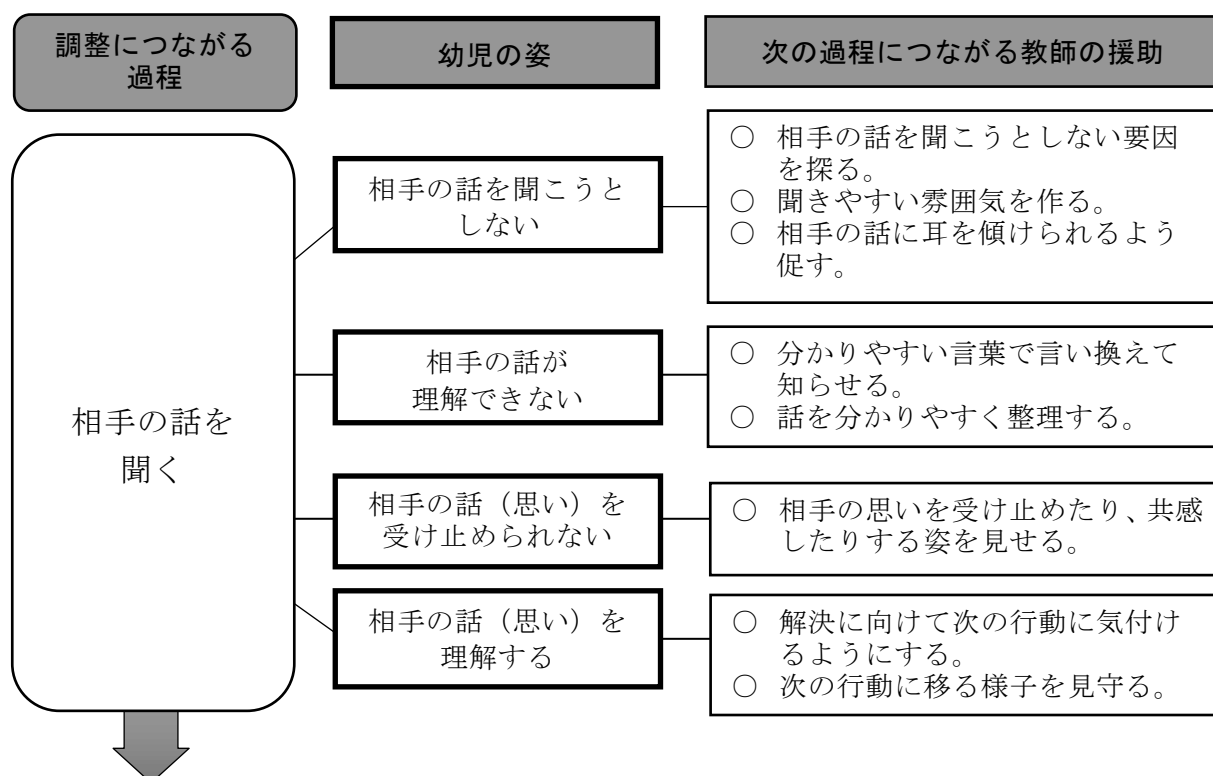 調整につながる
過程
幼児の姿
次の過程につながる教師の援助
相手の話を
聞く
相手の話を聞こうと
しない
○ 相手の話を聞こうとしない要因
を探る。
○ 聞きやすい雰囲気を作る。
○ 相手の話に耳を傾けられるよう
促す。
相手の話が
理解できない
○ 分かりやすい言葉で言い換えて
知らせる。
○ 話を分かりやすく整理する。
相手の話（思い）を
受け止められない
○ 相手の思いを受け止めたり、共感
したりする姿を見せる。
相手の話（思い）を
理解する
○ 解決に向けて次の行動に気付け
るようにする。
○ 次の行動に移る様子を見守る。